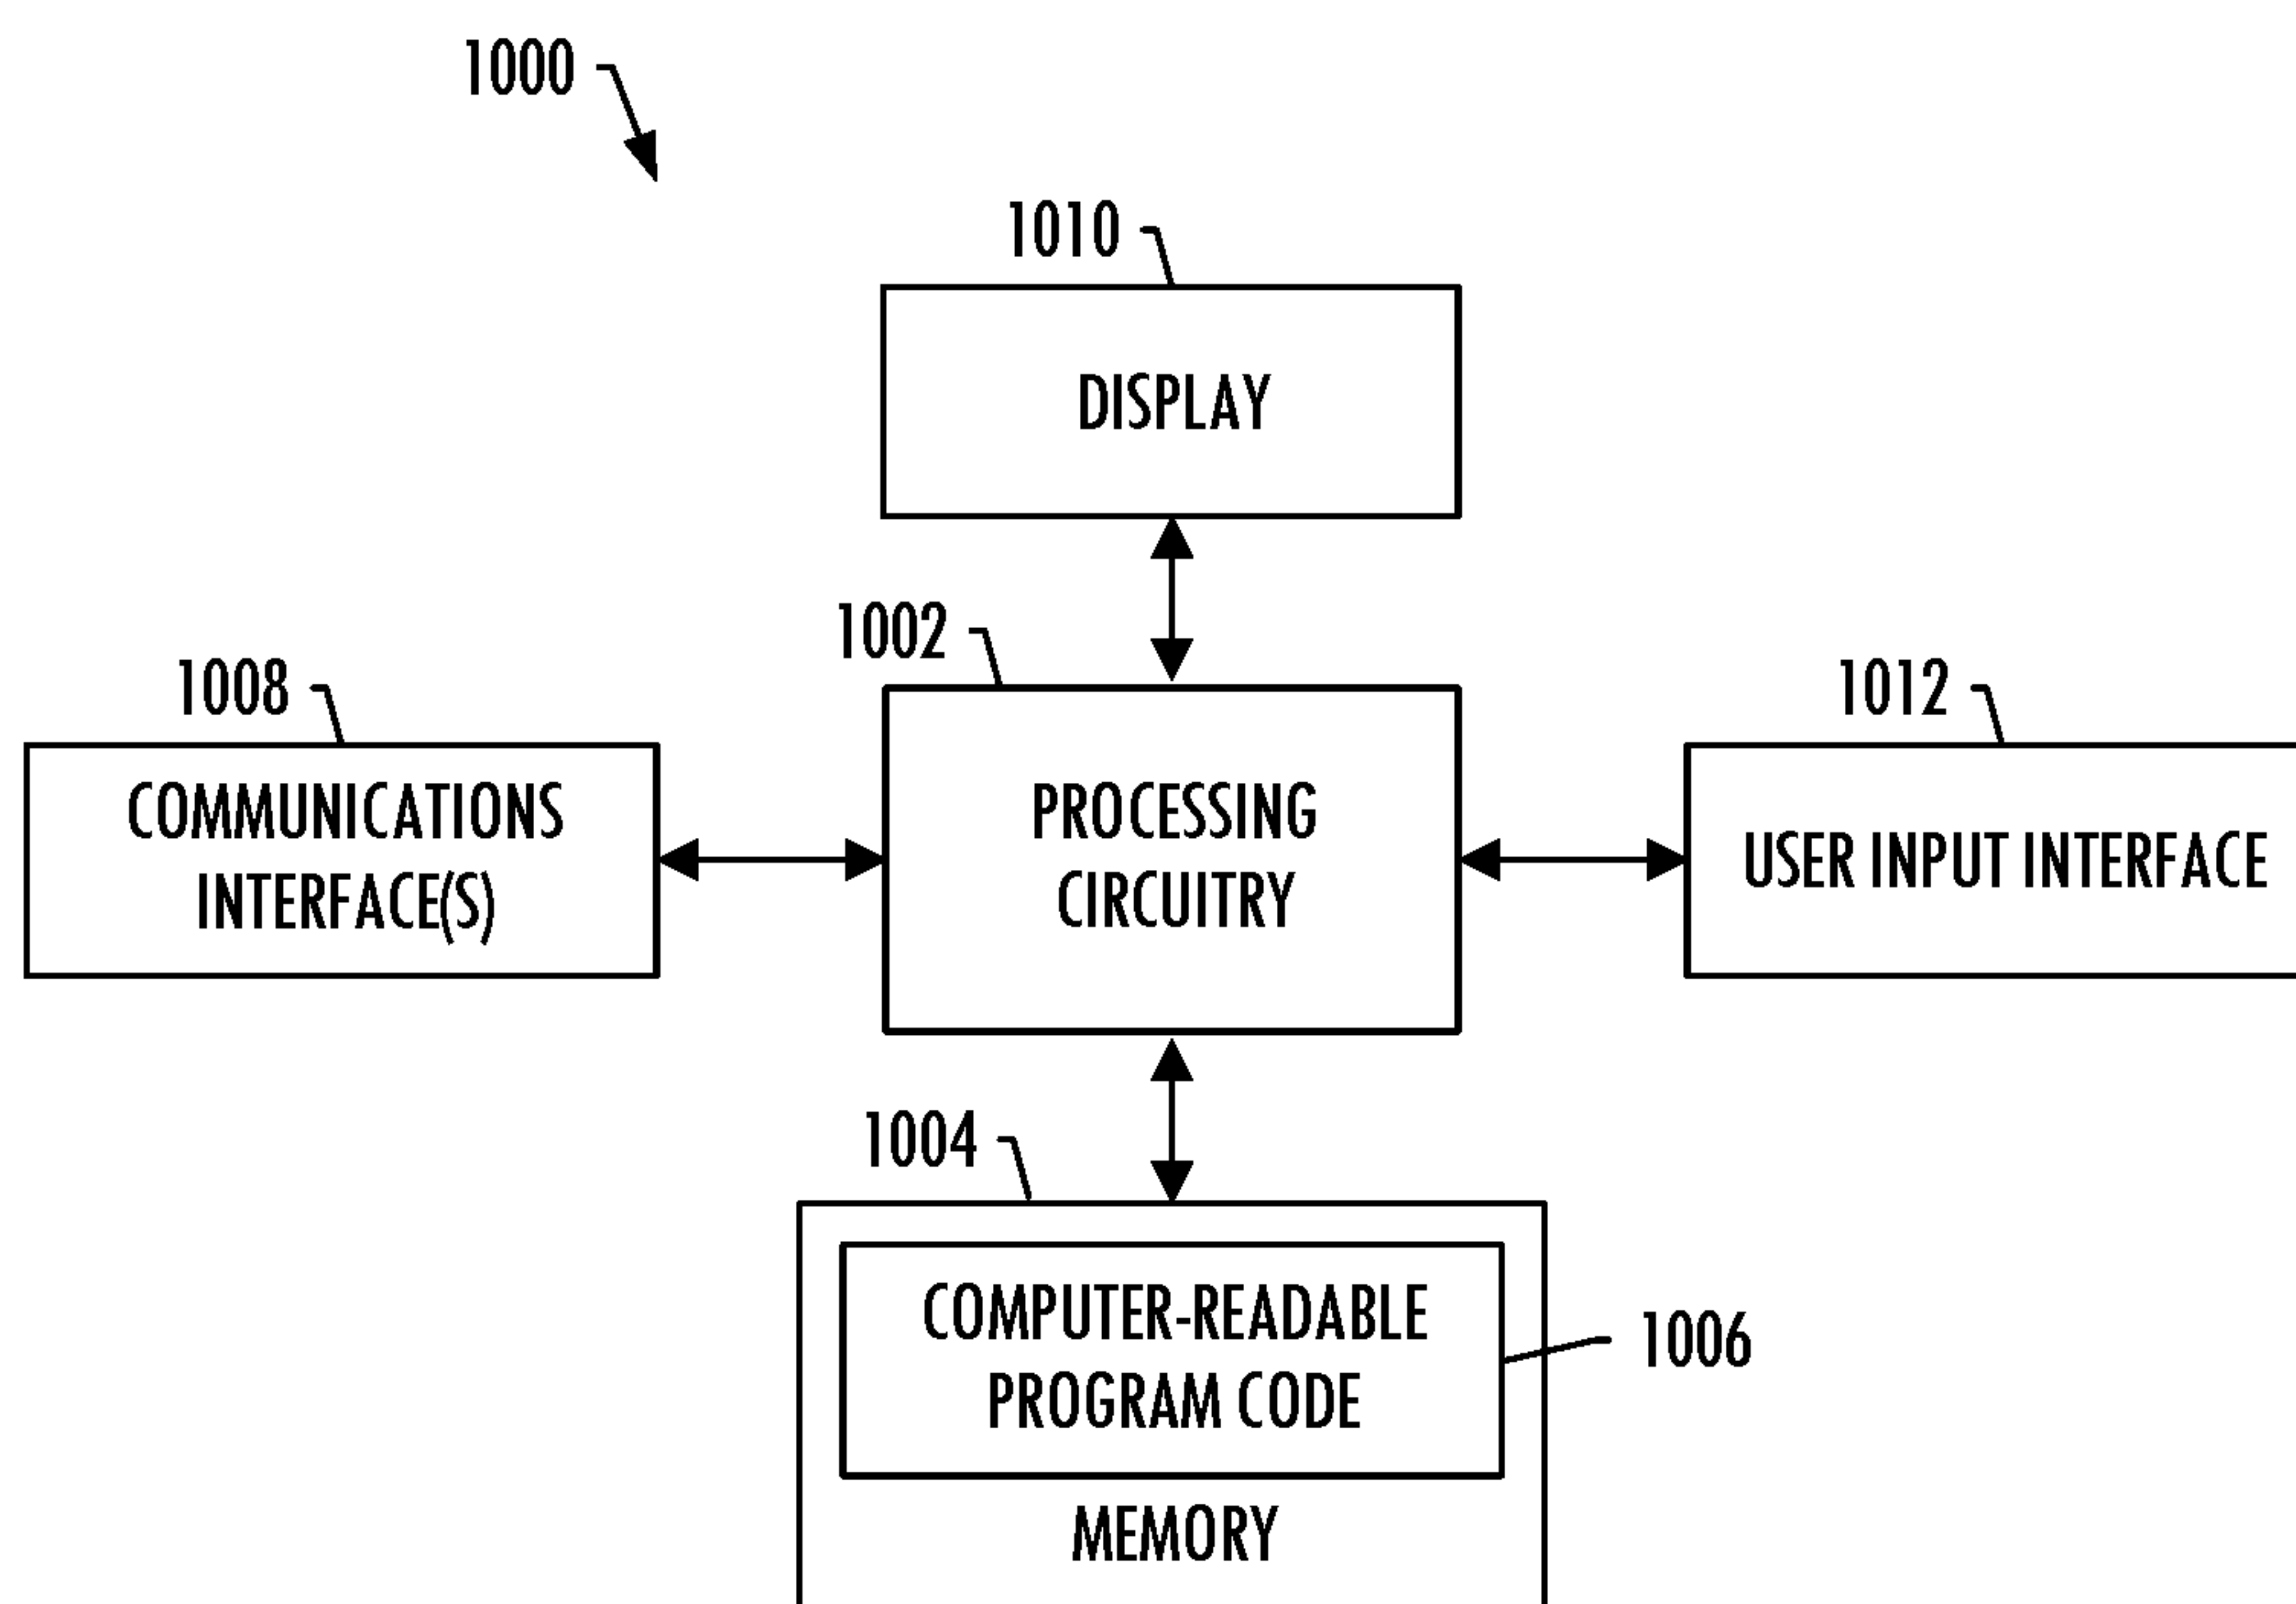 1000
1010
DISPLAY
1002
1008
1012
COMMUNICATIONS
INTERFACE(S)
PROCESSING
CIRCUITRY
USER INPUT INTERFACE
1004
COMPUTER-READABLE
PROGRAM CODE
1006
MEMORY